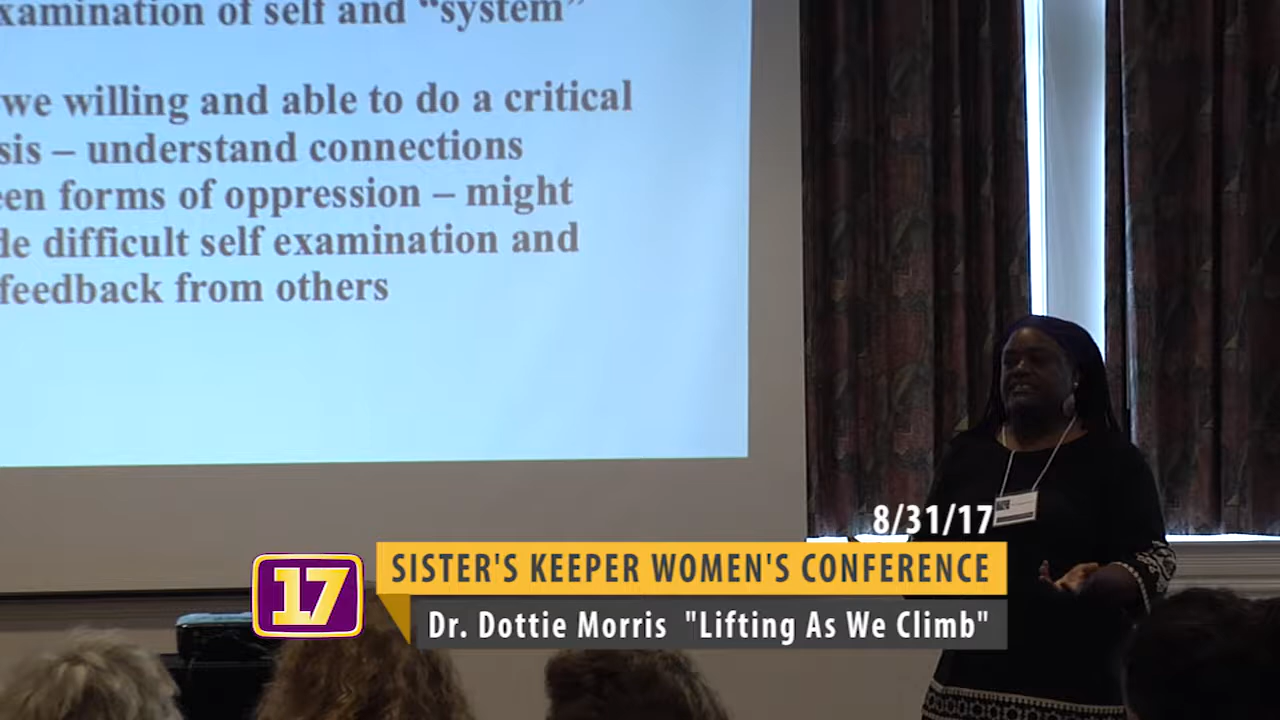 xamination of self and “system”
we willing and able to do a critical
sis – understand connections
een forms of oppression – might
de difficult self examination and
feedback from others
8/31/17
17
SISTER'S KEEPER WOMEN'S CONFERENCE
Dr. Dottie Morris "Lifting As We Climb"